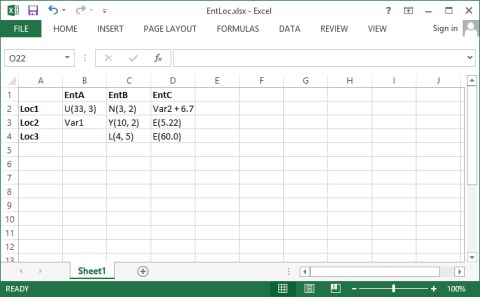 EntLoc.xlsx - Excel
FILE HOME INSERT PAGE LAYOUT FORMULAS DATA REVIEW VIEW Sign in
O22 fx
A B C D E F G H I J
1 EntA EntB EntC
2 Loc1 U(33, 3) N(3, 2) Var2 + 6.7
3 Loc2 Var1 Y(10, 2) E(5.22)
4 Loc3 L(4, 5) E(60.0)
5
6
7
8
9
10
11
12
13
Sheet1
READY 100%